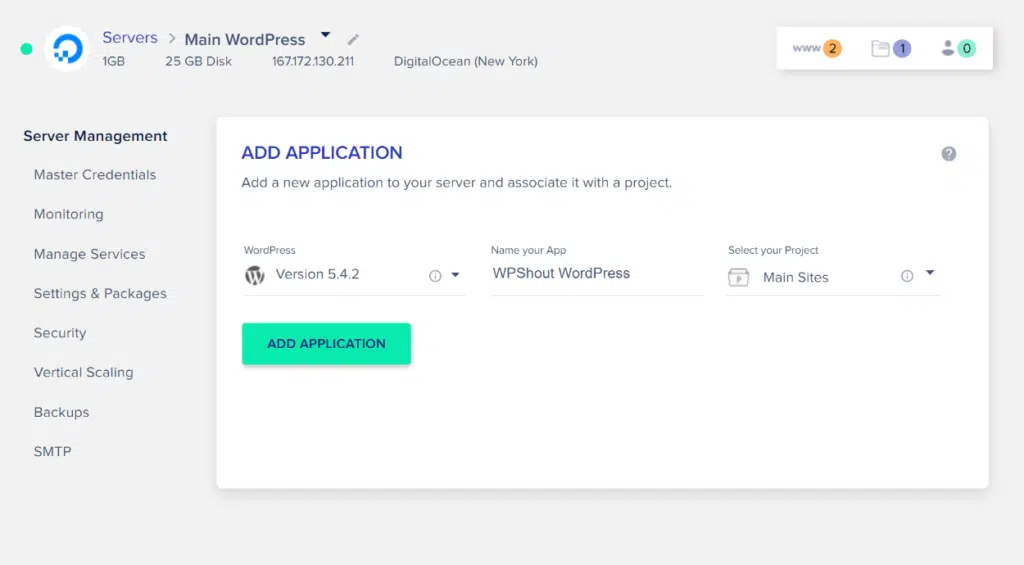 Servers > Main WordPress
1GB 25 GB Disk 167.172.130.211 DigitalOcean (New York)
www 2 1 0
Server Management
Master Credentials
Monitoring
Manage Services
Settings & Packages
Security
Vertical Scaling
Backups
SMTP
ADD APPLICATION
Add a new application to your server and associate it with a project.
WordPress Name your App Select your Project
Version 5.4.2 WPShout WordPress Main Sites
ADD APPLICATION